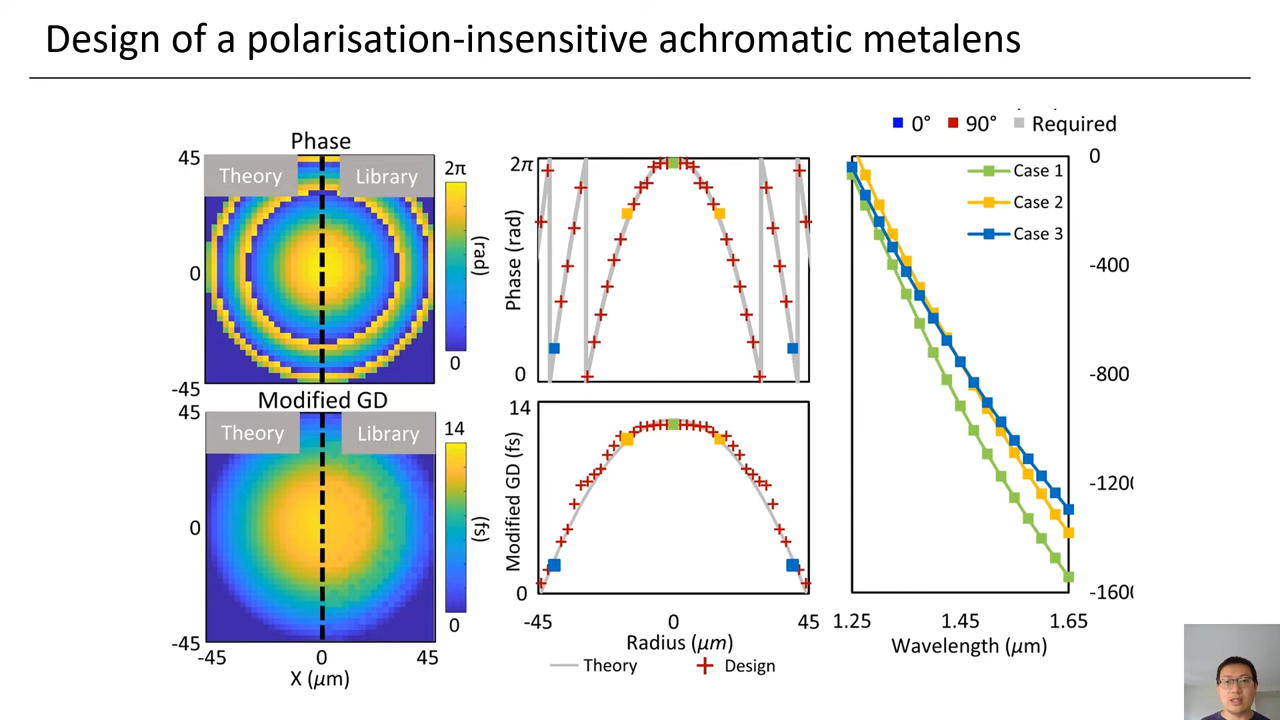 Design of a polarisation-insensitive achromatic metalens
Phase
45
Theory
Library
0
-45
2π
(rad)
0
Modified GD
45
Theory
Library
0
-45
14
(fs)
0
-45
0
45
X (μm)
2π
Phase (rad)
0
14
Modified GD (fs)
0
-45
0
45
Radius (μm)
Theory
Design
0°
90°
Required
Case 1
Case 2
Case 3
0
-400
-800
-1200
-1600
1.25
1.45
1.65
Wavelength (μm)